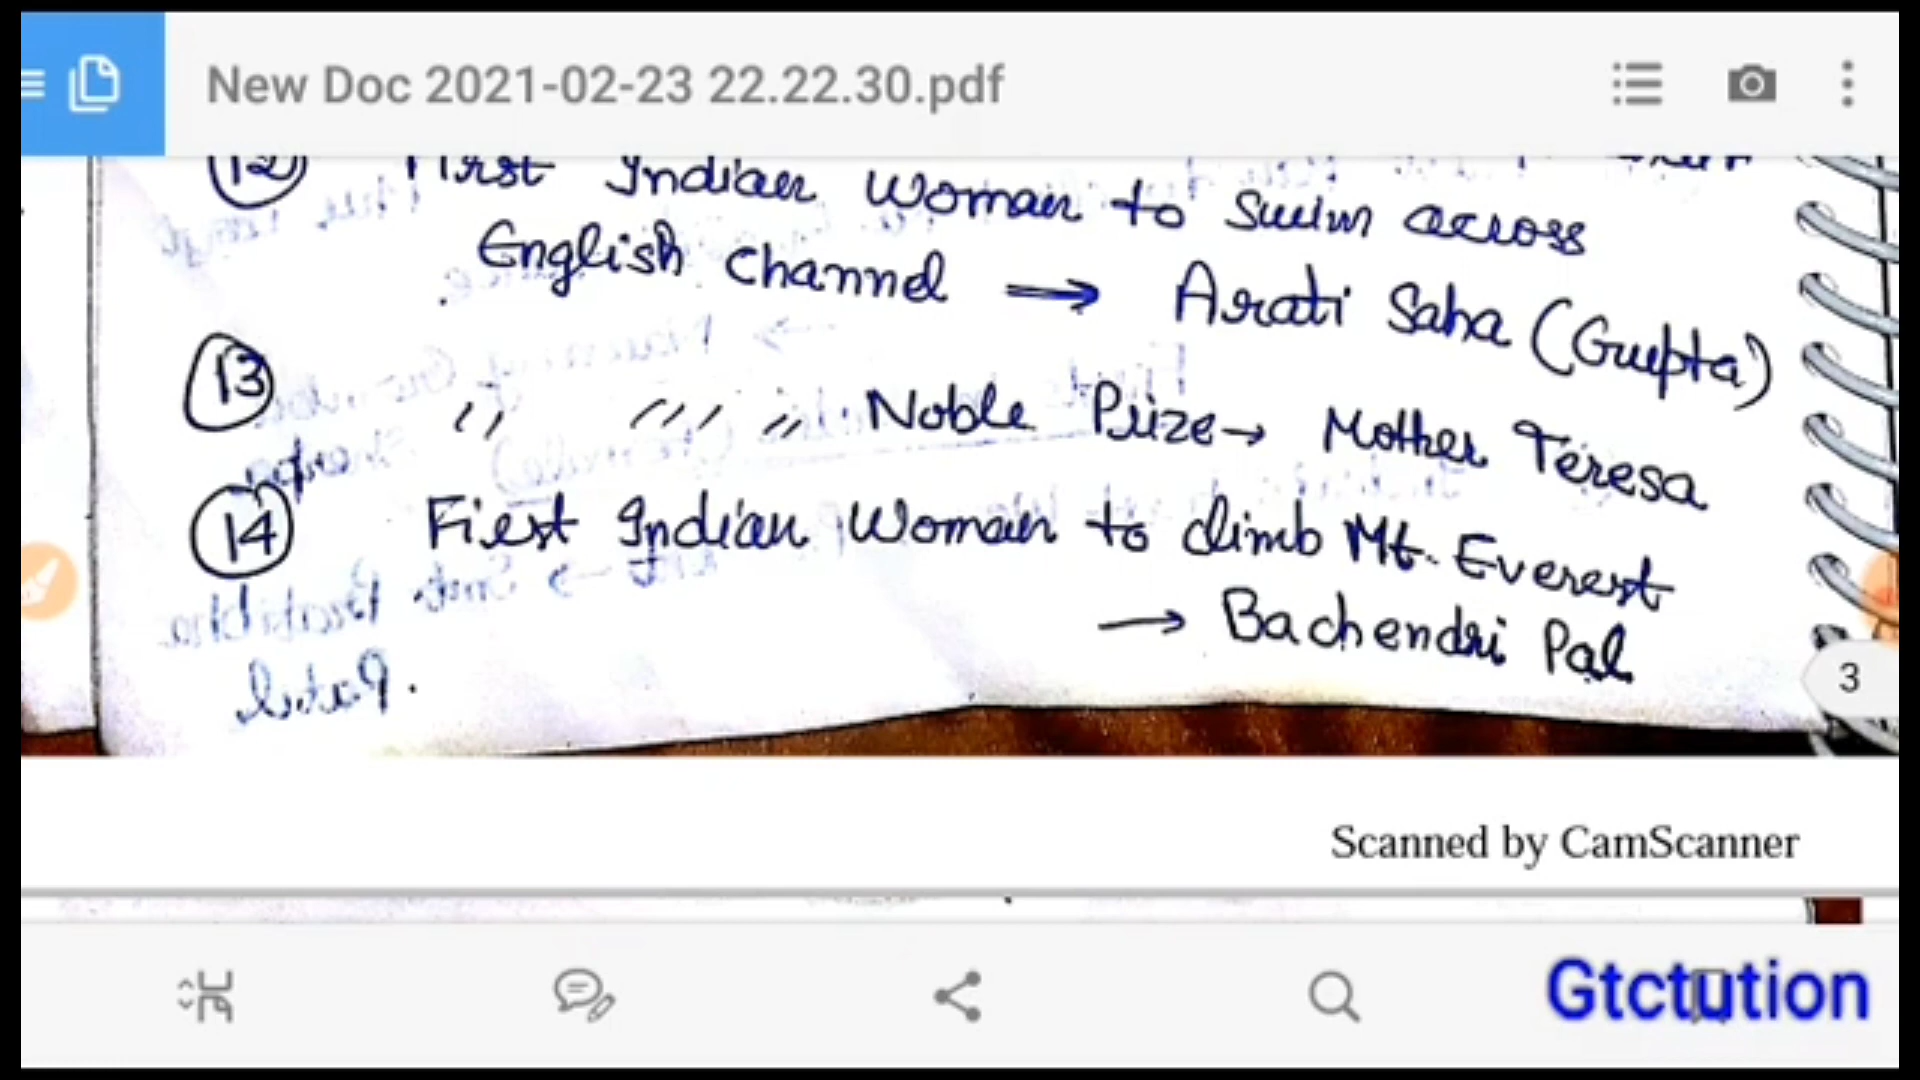 New Doc 2021-02-23 22.22.30.pdf
12 First Indian Woman to Swim across
English Channel → Arati Saha (Gupta)
13 〃 〃 〃 Noble Prize → Mother Teresa
14 First Indian Woman to climb Mt. Everest
→ Bachendri Pal
3
Scanned by CamScanner
Gtctution